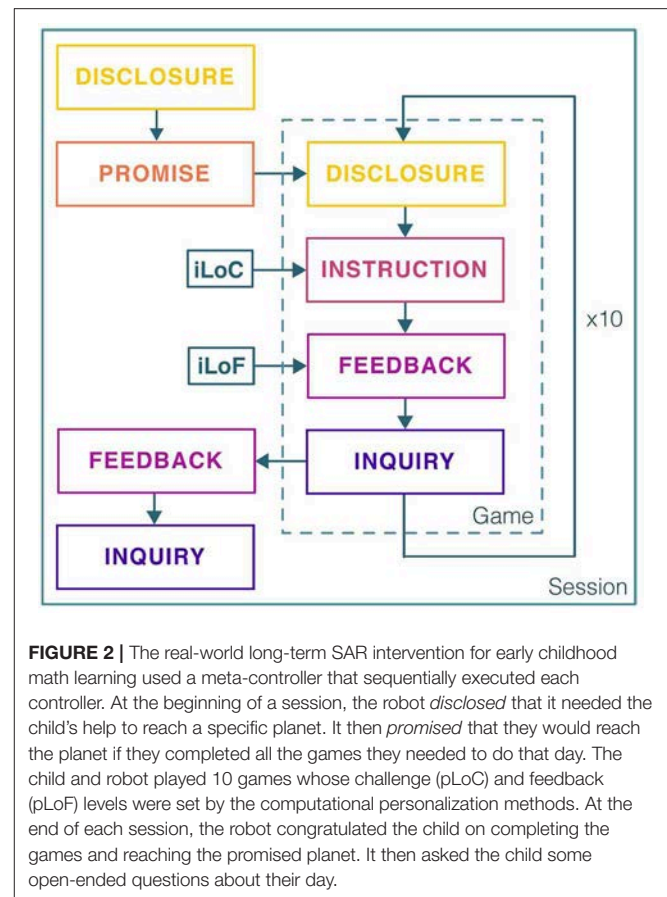 DISCLOSURE
PROMISE
DISCLOSURE
iLoC
INSTRUCTION
x10
iLoF
FEEDBACK
FEEDBACK
INQUIRY
Game
INQUIRY
Session
FIGURE 2 | The real-world long-term SAR intervention for early childhood
math learning used a meta-controller that sequentially executed each
controller. At the beginning of a session, the robot disclosed that it needed the
child's help to reach a specific planet. It then promised that they would reach
the planet if they completed all the games they needed to do that day. The
child and robot played 10 games whose challenge (pLoC) and feedback
(pLoF) levels were set by the computational personalization methods. At the
end of each session, the robot congratulated the child on completing the
games and reaching the promised planet. It then asked the child some
open-ended questions about their day.